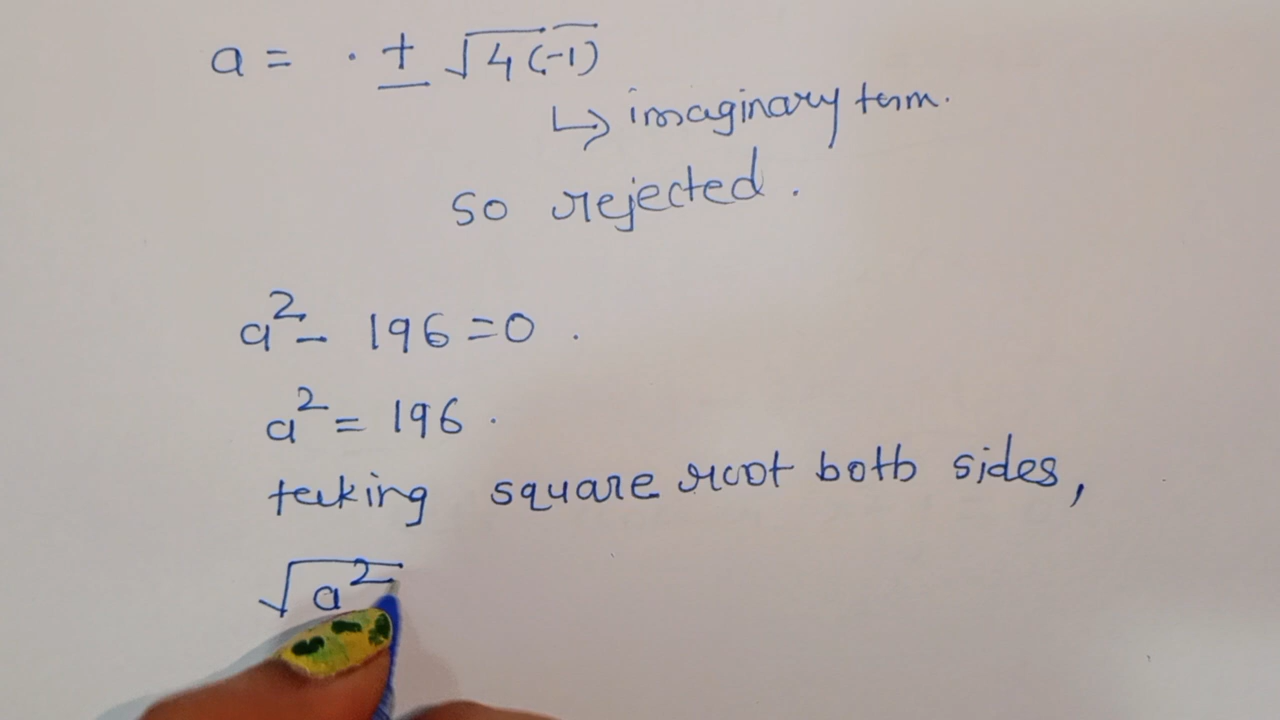 a = . ± √4(-1)
↳ imaginary term.
so rejected.
a² - 196 = 0 .
a² = 196 .
taking square root both sides,
√a²